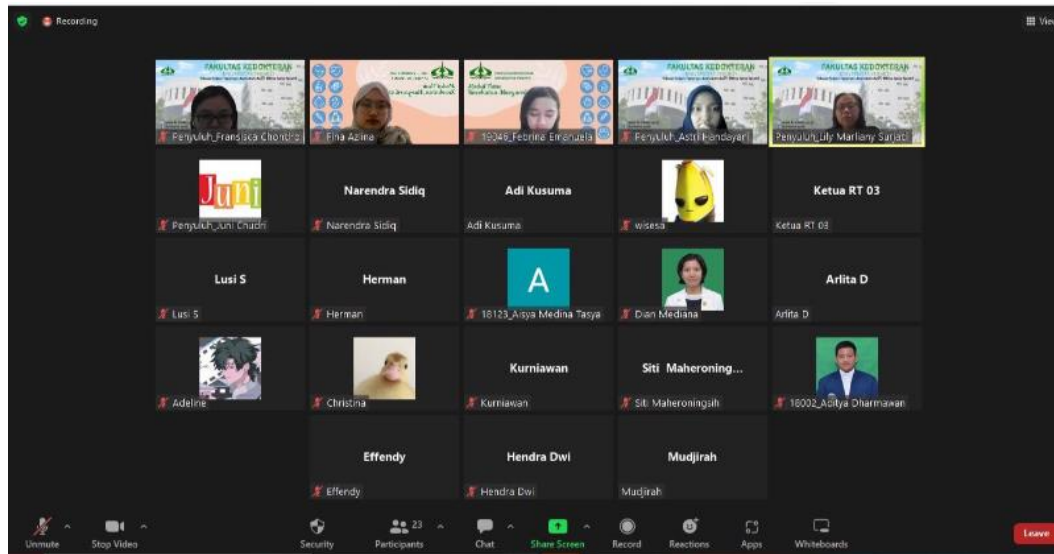 Recording
View
FAKULTAS KEDOKTERAN
FAKULTAS KEDOKTERAN
FAKULTAS KEDOKTERAN
Penyuluh_Fransisca Chondro
Fina Azlina
19046_Febrina Emanuela
Penyuluh_Astri Handayani
Penyuluh_Lily Marliany Surjati
Juni
Narendra Sidiq
Adi Kusuma
Ketua RT 03
Penyuluh_Juni Chudri
Narendra Sidiq
Adi Kusuma
wisesa
Ketua RT 03
Lusi S
Herman
A
Arlita D
Lusi S
Herman
18123_Aisya Medina Tasya
Dian Mediana
Arlita D
Kurniawan
Siti Maheroning...
Adeline
Christina
Kurniawan
Siti Maheroningsih
18002_Aditya Dharmawan
Effendy
Hendra Dwi
Mudjirah
Effendy
Hendra Dwi
Mudjirah
23
Unmute
Stop Video
Security
Participants
Chat
Share Screen
Record
Reactions
Apps
Whiteboards
Leave